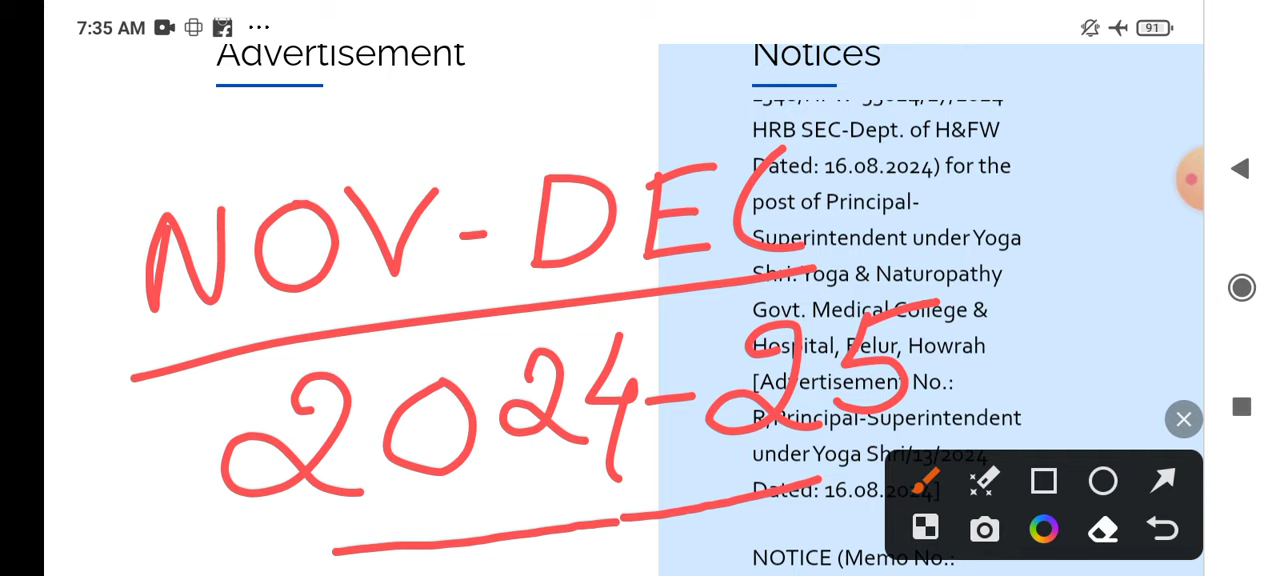 7:35 AM
91
Advertisement
Notices
HRB SEC-Dept. of H&FW
Dated: 16.08.2024) for the
post of Principal-
Superintendent under Yoga
Shri: Yoga & Naturopathy
Govt. Medical College &
Hospital, Belur, Howrah
[Advertisement No.:
R/Principal-Superintendent
under Yoga Shri/13/2024
Dated: 16.08.2024]
NOTICE (Memo No.:
NOV-DEC
2024-25